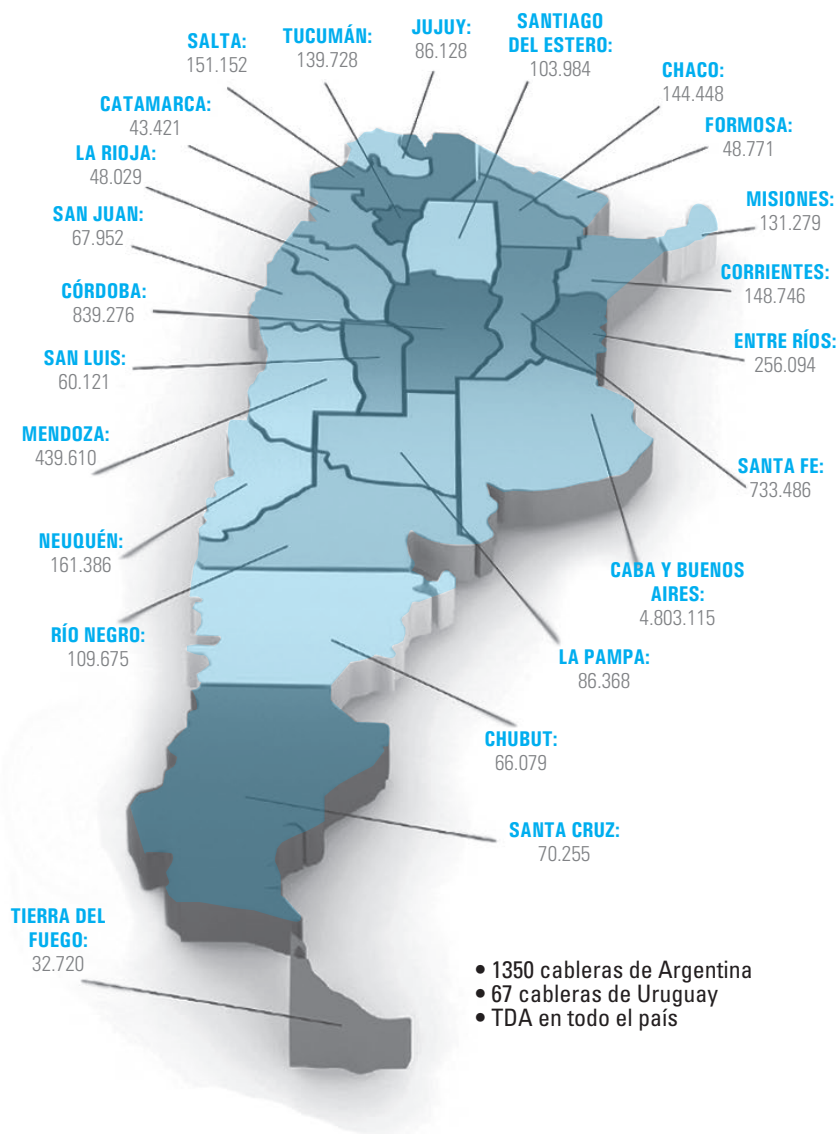 SALTA:
151.152
TUCUMÁN:
139.728
JUJUY:
86.128
SANTIAGO
DEL ESTERO:
103.984
CHACO:
144.448
CATAMARCA:
43.421
FORMOSA:
48.771
LA RIOJA:
48.029
MISIONES:
131.279
SAN JUAN:
67.952
CORRIENTES:
148.746
CÓRDOBA:
839.276
ENTRE RÍOS:
256.094
SAN LUIS:
60.121
MENDOZA:
439.610
SANTA FE:
733.486
NEUQUÉN:
161.386
CABA Y BUENOS
AIRES:
4.803.115
RÍO NEGRO:
109.675
LA PAMPA:
86.368
CHUBUT:
66.079
SANTA CRUZ:
70.255
TIERRA DEL
FUEGO:
32.720
• 1350 cableras de Argentina
• 67 cableras de Uruguay
• TDA en todo el país